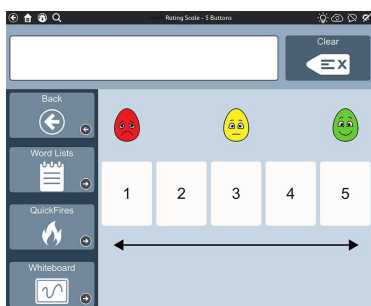 Rating Scale - 5 Buttons
Clear
Back
Word Lists
QuickFires
Whiteboard
1 2 3 4 5